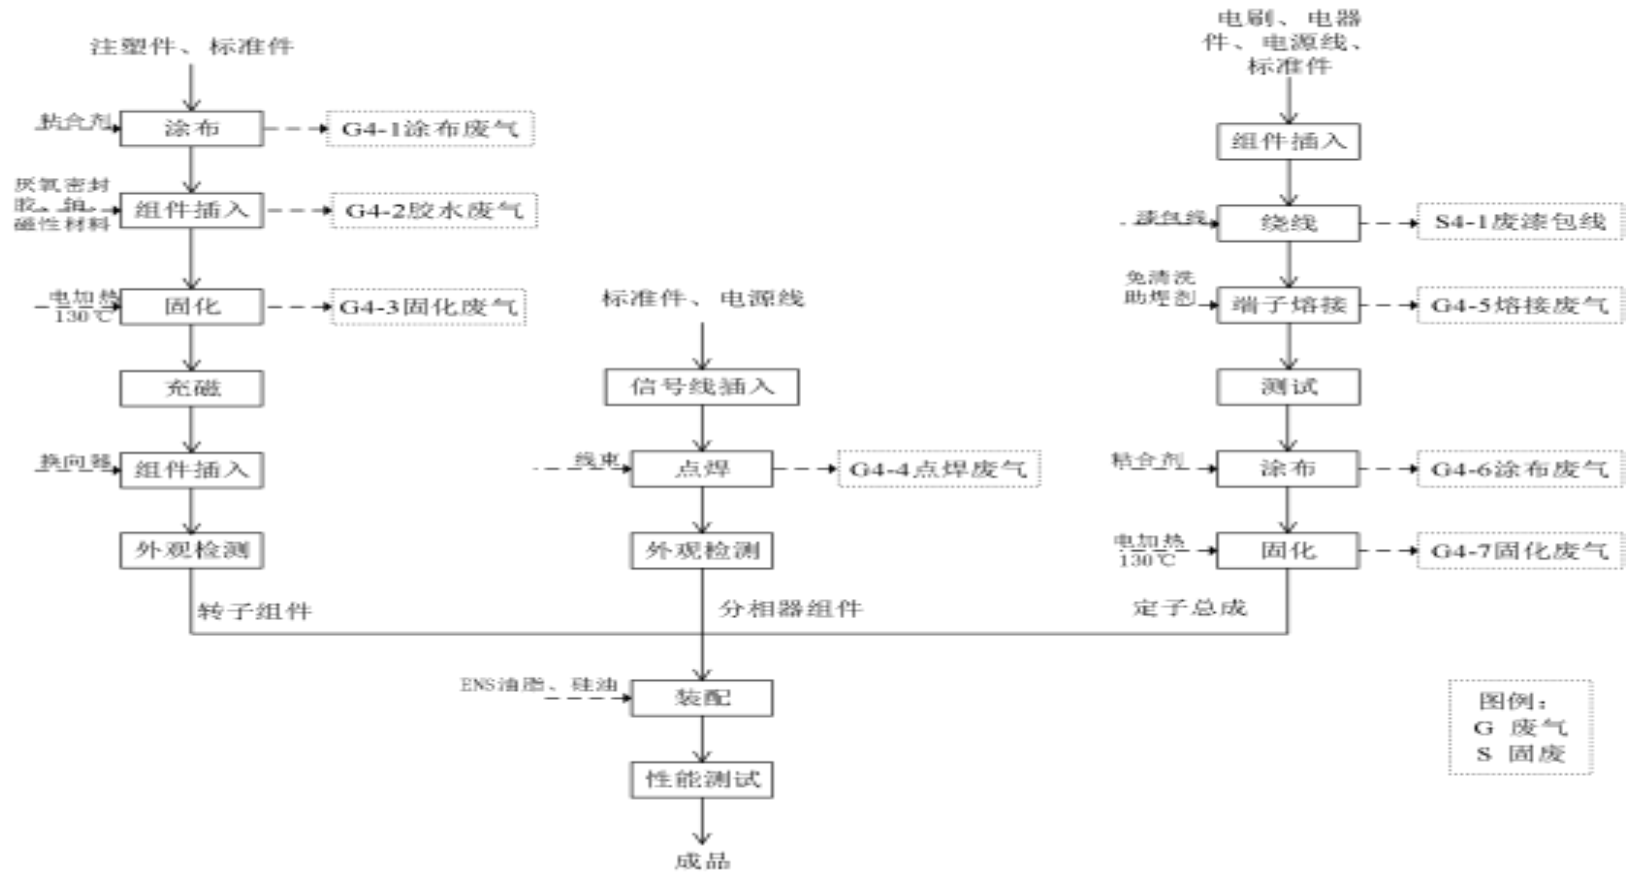 注塑件、标准件
粘合剂
涂布
G4-1涂布废气
厌氧密封
胶、轴、
磁性材料
组件插入
G4-2胶水废气
电加热
130℃
固化
G4-3固化废气
充磁
换向器
组件插入
外观检测
转子组件
标准件、电源线
信号线插入
线束
点焊
G4-4点焊废气
外观检测
分相器组件
电刷、电器
件、电源线、
标准件
组件插入
漆包线
绕线
S4-1废漆包线
免清洗
助焊剂
端子熔接
G4-5熔接废气
测试
粘合剂
涂布
G4-6涂布废气
电加热
130℃
固化
G4-7固化废气
定子总成
ENS油脂、硅油
装配
性能测试
成品
图例：
G 废气
S 固废